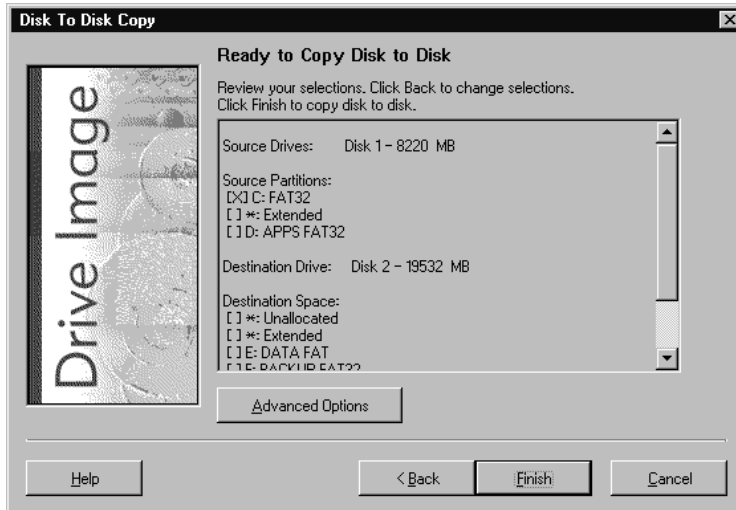 Disk To Disk Copy
Drive Image
Ready to Copy Disk to Disk
Review your selections. Click Back to change selections.
Click Finish to copy disk to disk.
Source Drives: Disk 1 - 8220 MB
Source Partitions:
[X] C: FAT32
[ ] *: Extended
[ ] D: APPS FAT32
Destination Drive: Disk 2 - 19532 MB
Destination Space:
[ ] *: Unallocated
[ ] *: Extended
[ ] E: DATA FAT
[ ] F: BACKUP FAT32
Advanced Options
Help
< Back
Finish
Cancel